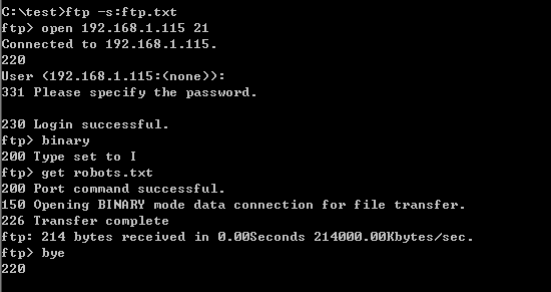 C:\test>ftp -s:ftp.txt
ftp> open 192.168.1.115 21
Connected to 192.168.1.115.
220
User (192.168.1.115:(none)):
331 Please specify the password.
230 Login successful.
ftp> binary
200 Type set to I
ftp> get robots.txt
200 Port command successful.
150 Opening BINARY mode data connection for file transfer.
226 Transfer complete
ftp: 214 bytes received in 0.00Seconds 214000.00Kbytes/sec.
ftp> bye
220